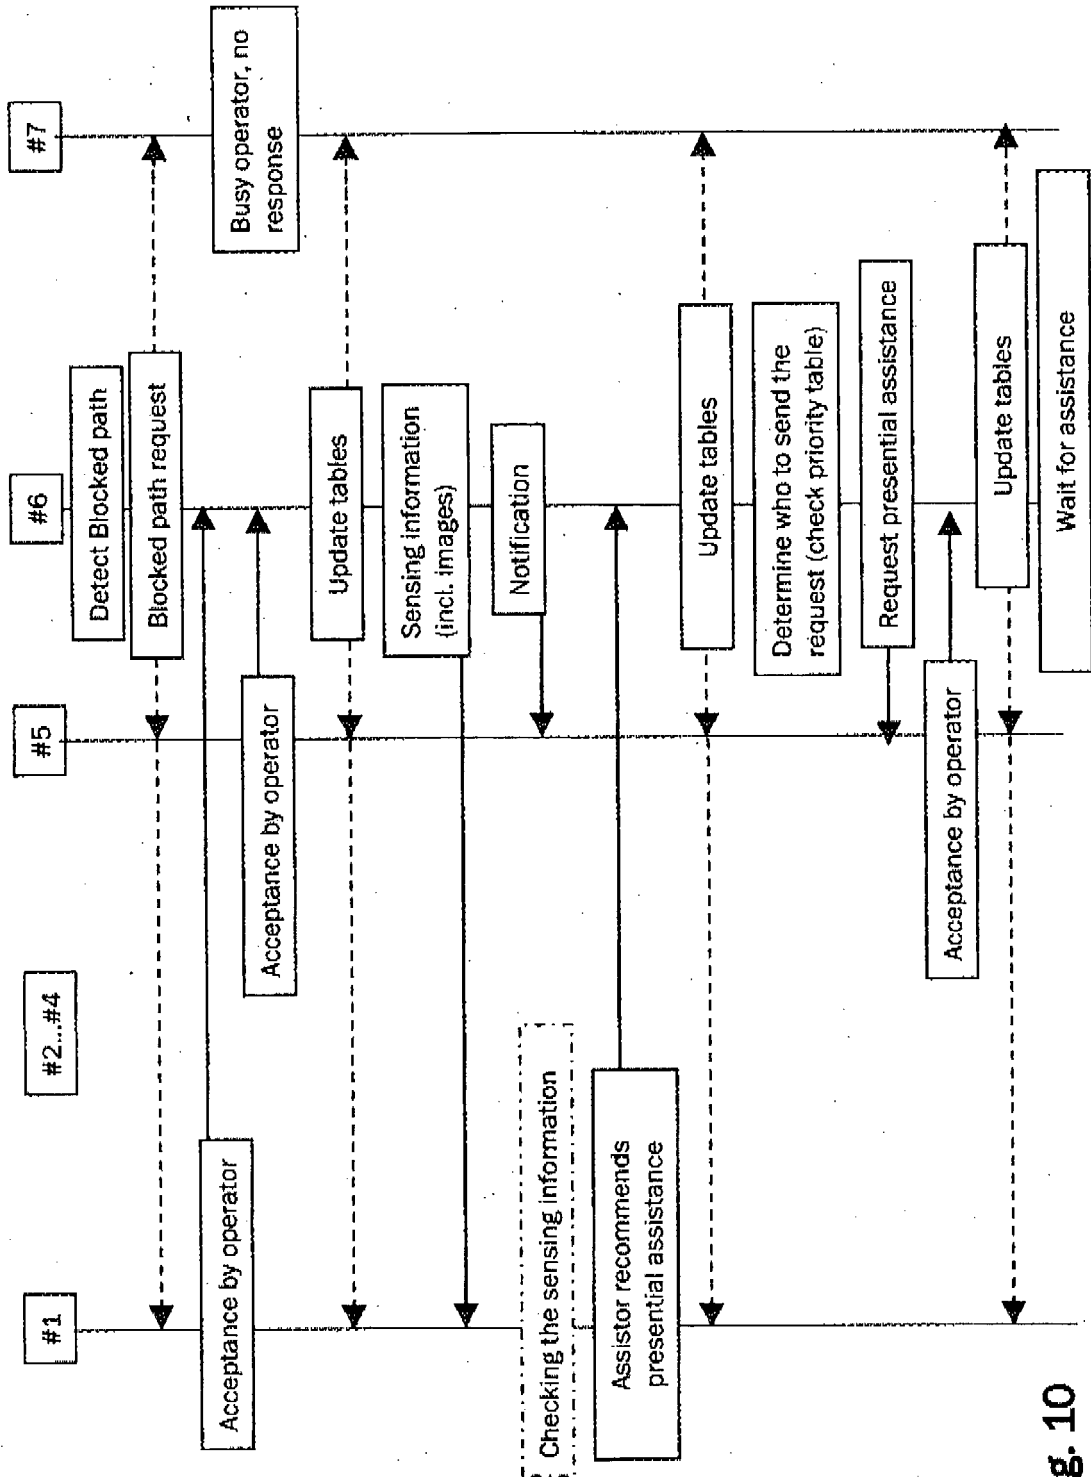 #1
#2...#4
#5
#6
#7
Detect Blocked path
Blocked path request
Acceptance by operator
Busy operator, no
response
Acceptance by operator
Update tables
Sensing information
(incl. images)
Notification
Checking the sensing information
Assistor recommends
presential assistance
Update tables
Determine who to send the
request (check priority table)
Request presential assistance
Acceptance by operator
Update tables
Wait for assistance
g. 10